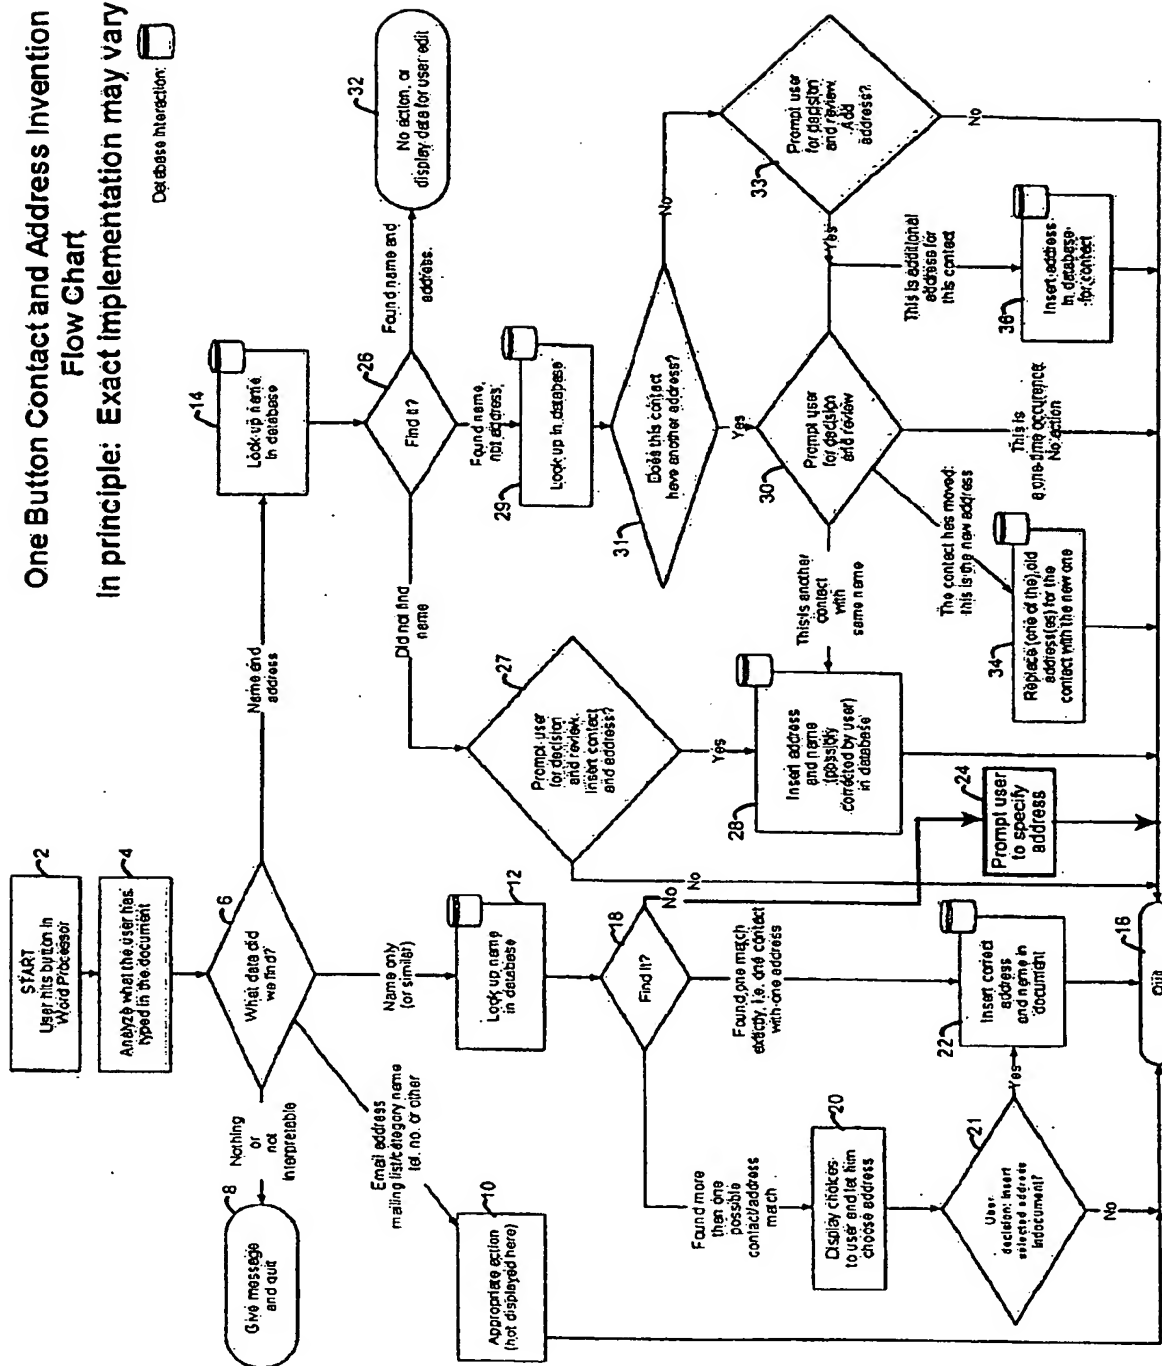 One Button Contact and Address Invention
Flow Chart
In principle: Exact implementation may vary
Database Interaction:
2
START
User hits button in
Word Processor
4
Analyze what the user has
typed in the document
6
What data did
we find?
Nothing
or
not
Interpretable
8
Give message
and quit
Email address
mailing list/category name
tel. no. or other
10
Appropriate action
(not displayed here)
Name only
(or similar)
12
Look up name
in database
Name and
address
14
Look up name
in database
18
Find it?
No
Found more
than one
possible
contact/address
match
20
Display choices
to user and let him
choose address
21
User
decision: insert
selected address
in document?
Yes
No
Found one match
exactly, i.e. one contact
with one address
22
Insert correct
address
and name in
document
24
Prompt user
to specify
address
16
26
Find it?
Did not find
name
27
Prompt user
for decision
and review.
Insert contact
and address?
Yes
No
28
Insert address
and name
(possibly
corrected by user)
in database
Found name and
address.
32
No action, or
display data for user edit
Found name,
not address;
29
Look up in database
31
Does this contact
have another address?
Yes
No
30
Prompt user
for decision
and review
This is another
contact
with
same name
The contact has moved:
this is the new address
34
Replace (one of the) old
address(es) for the
contact with the new one
This is
a one-time occurence:
No action
33
Prompt user
for decision
and review.
Add
address?
Yes
No
This is additional
address for
this contact
36
Insert address
in database
for contact